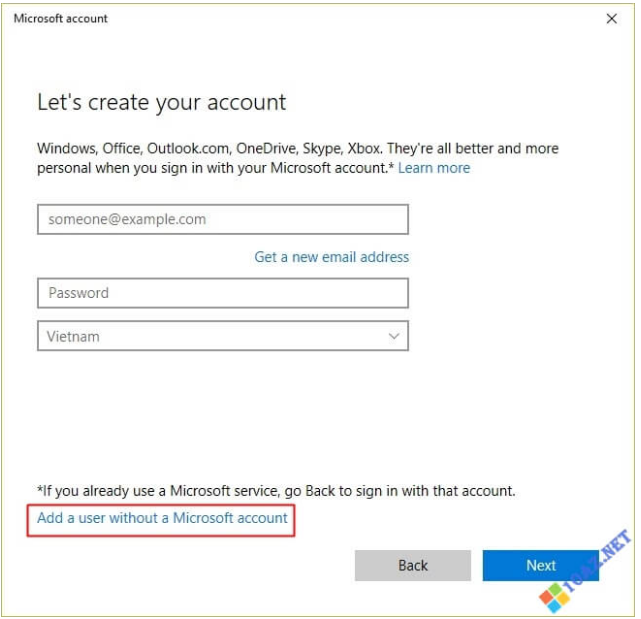 Microsoft account
Let's create your account
Windows, Office, Outlook.com, OneDrive, Skype, Xbox. They're all better and more
personal when you sign in with your Microsoft account.* Learn more
someone@example.com
Get a new email address
Password
Vietnam
*If you already use a Microsoft service, go Back to sign in with that account.
Add a user without a Microsoft account
Back
Next
10AZ.NET